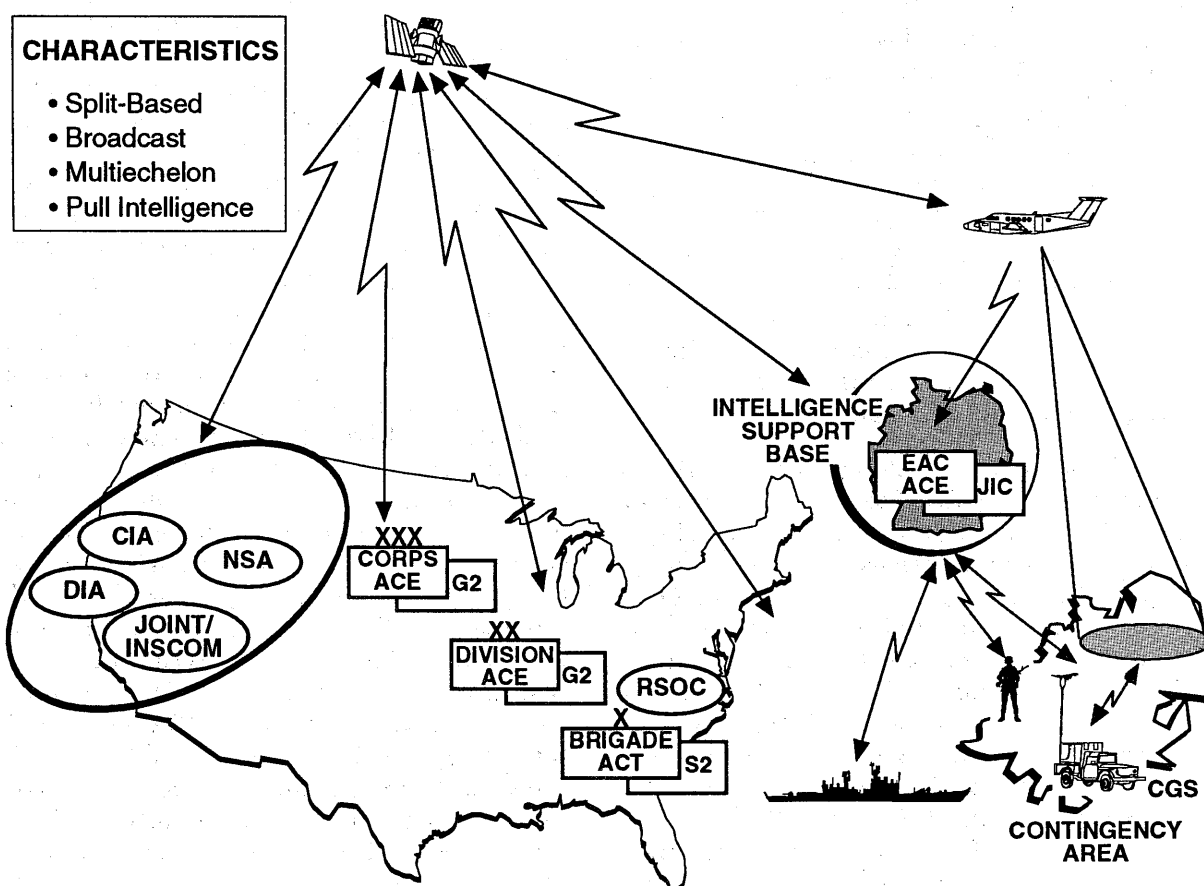 CHARACTERISTICS
• Split-Based
• Broadcast
• Multiechelon
• Pull Intelligence
INTELLIGENCE
SUPPORT
BASE
EAC
ACE
JIC
CIA
NSA
DIA
JOINT/
INSCOM
XXX
CORPS
ACE
G2
XX
DIVISION
ACE
G2
RSOC
X
BRIGADE
ACT
S2
CGS
CONTINGENCY
AREA